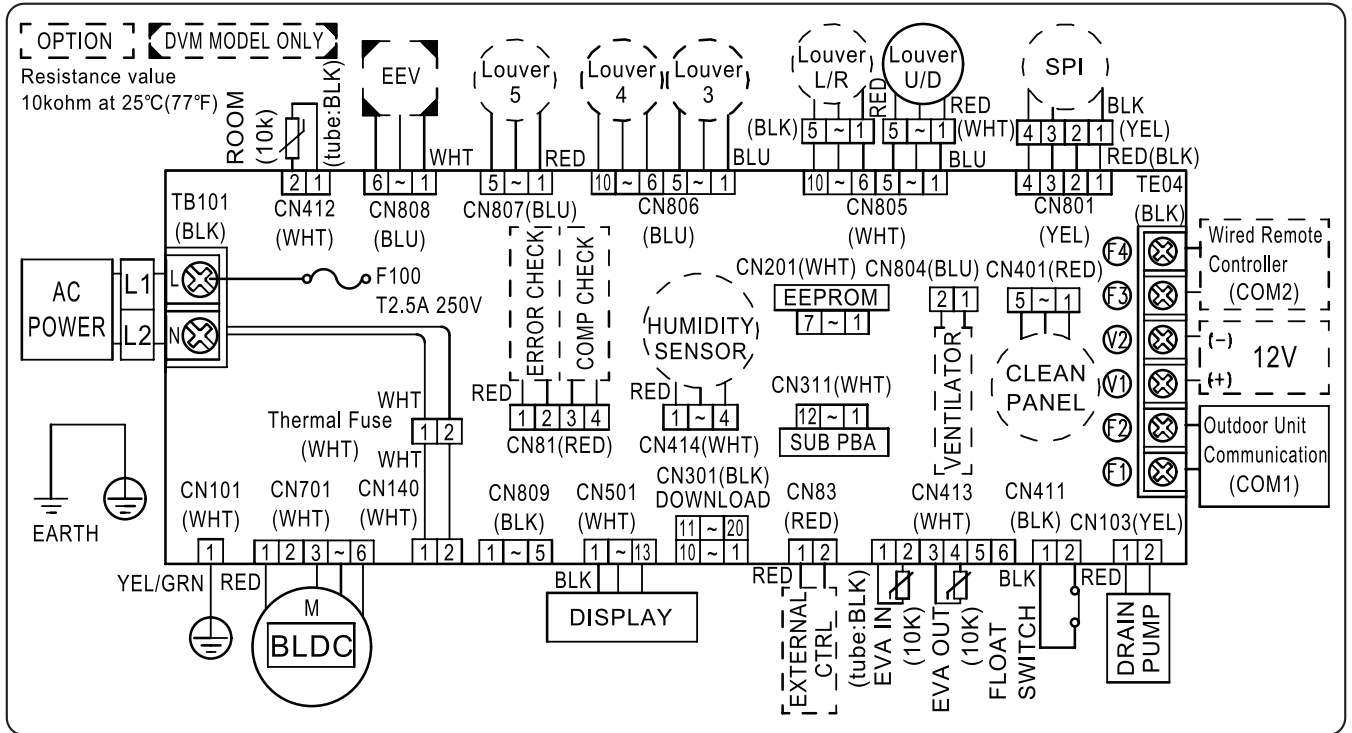 OPTION
DVM MODEL ONLY
Resistance value
10kohm at 25℃(77℉)
ROOM
(10K)
(tube:BLK)
EEV
WHT
Louver
5
RED
Louver
4
Louver
3
BLU
Louver
L/R
RED
Louver
U/D
RED
(BLK) 5 ~ 1
5 ~ 1 (WHT)
BLU
SPI
BLK
4 3 2 1 (YEL)
RED(BLK)
2 1
6 ~ 1
5 ~ 1
10 ~ 6 5 ~ 1
10 ~ 6 5 ~ 1
4 3 2 1
CN412
(WHT)
CN808
(BLU)
CN807(BLU)
CN806
(BLU)
CN805
(WHT)
CN801
(YEL)
TE04
(BLK)
TB101
(BLK)
AC
POWER
L1
L2
L
N
F100
T2.5A 250V
ERROR CHECK
COMP CHECK
RED
1 2 3 4
CN81(RED)
HUMIDITY
SENSOR
RED
1 ~ 4
CN414(WHT)
CN201(WHT)
EEPROM
7 ~ 1
CN311(WHT)
12 ~ 1
SUB PBA
CN804(BLU)
2 1
VENTILATOR
CN401(RED)
5 ~ 1
CLEAN
PANEL
F4
F3
V2
V1
F2
F1
Wired Remote
Controller
(COM2)
(-)
12V
(+)
Outdoor Unit
Communication
(COM1)
WHT
Thermal Fuse
(WHT)
1 2
WHT
EARTH
CN101
(WHT)
CN701
(WHT)
CN140
(WHT)
CN809
(BLK)
CN501
(WHT)
CN301(BLK)
DOWNLOAD
11 ~ 20
10 ~ 1
CN83
(RED)
CN413
(WHT)
CN411
(BLK)
CN103(YEL)
1
1 2 3 ~ 6
1 2
1 ~ 5
1 ~ 13
1 2
1 2 3 4 5 6
1 2
1 2
YEL/GRN
RED
M
BLDC
BLK
DISPLAY
RED
EXTERNAL
CTRL
(tube:BLK)
EVA IN
(10K)
EVA OUT
(10K)
FLOAT
SWITCH
BLK
RED
DRAIN
PUMP